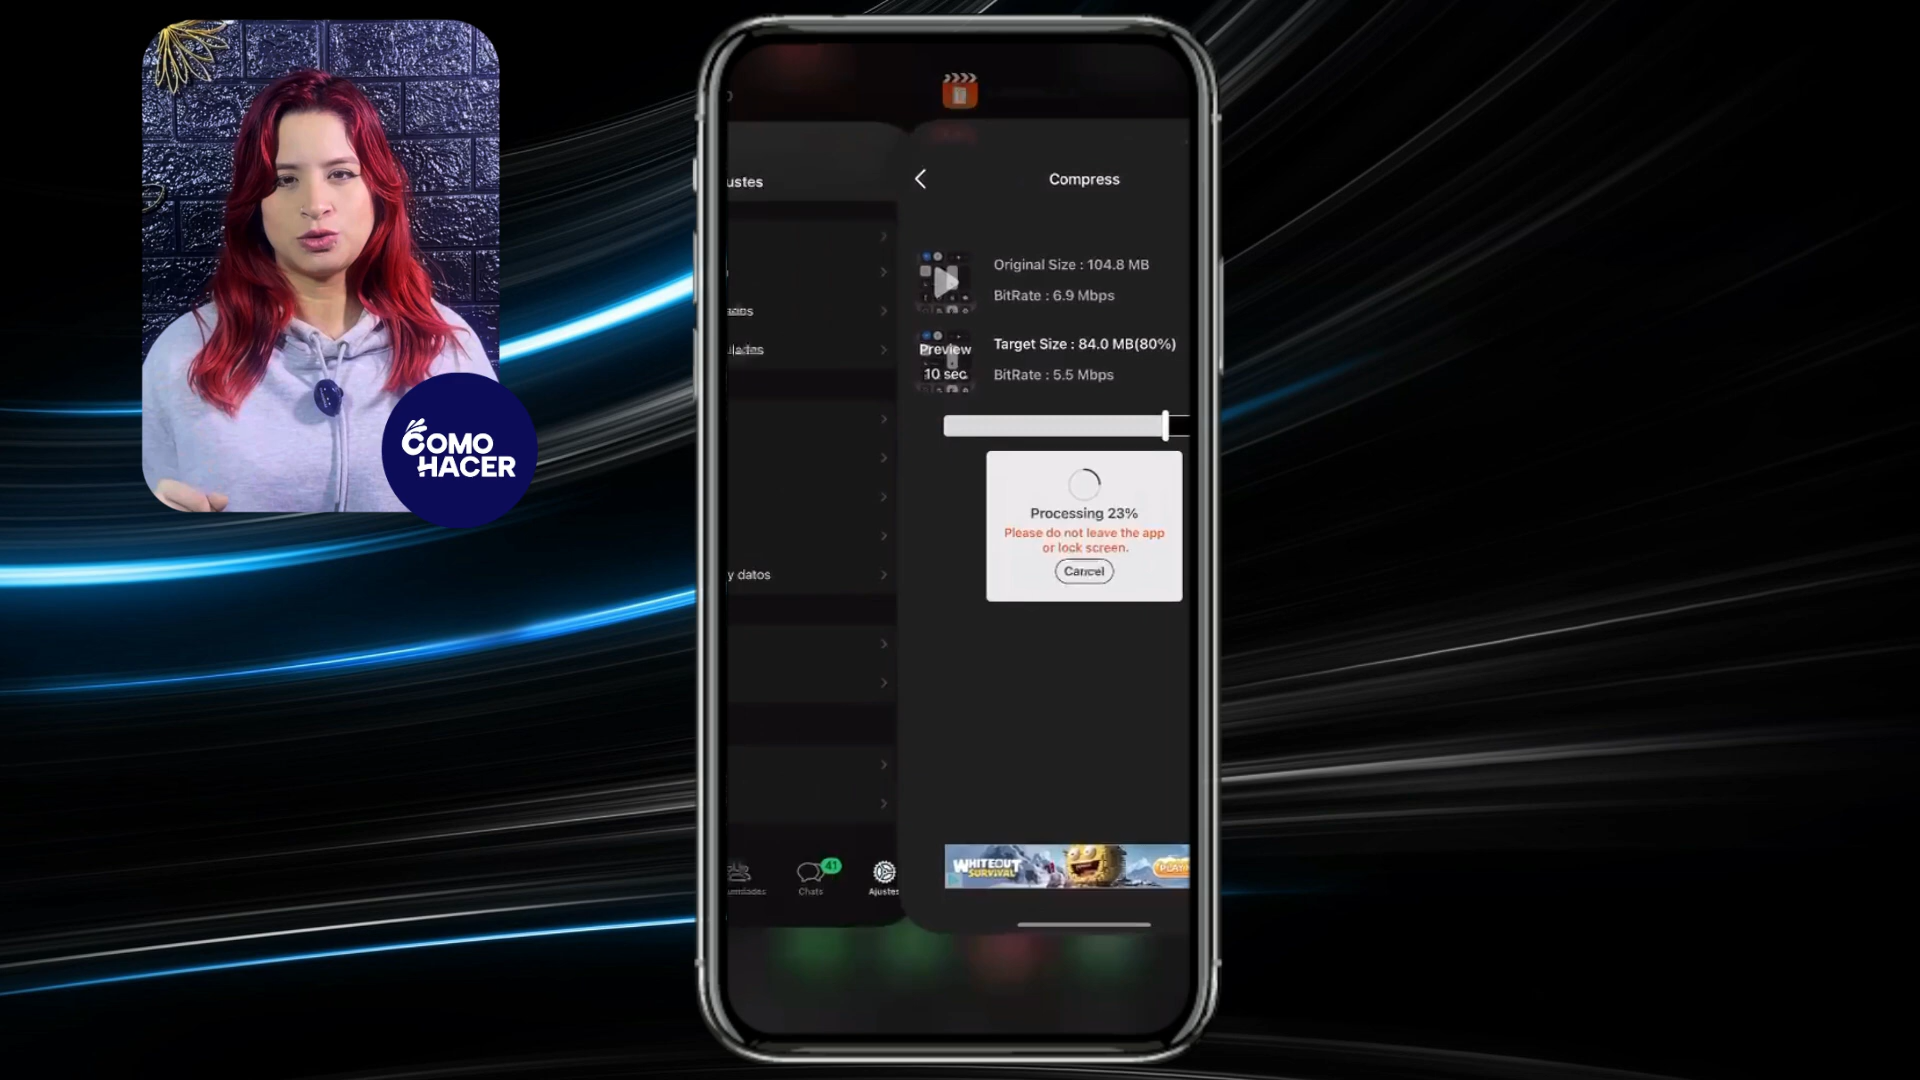 COMO
HACER
ustes
y datos
Chats
41
Ajustes
Compress
Original Size : 104.8 MB
BitRate : 6.9 Mbps
Preview
10 sec
Target Size : 84.0 MB(80%)
BitRate : 5.5 Mbps
Processing 23%
Please do not leave the app
or lock screen.
Cancel
WHITEOUT
SURVIVAL
PLAY